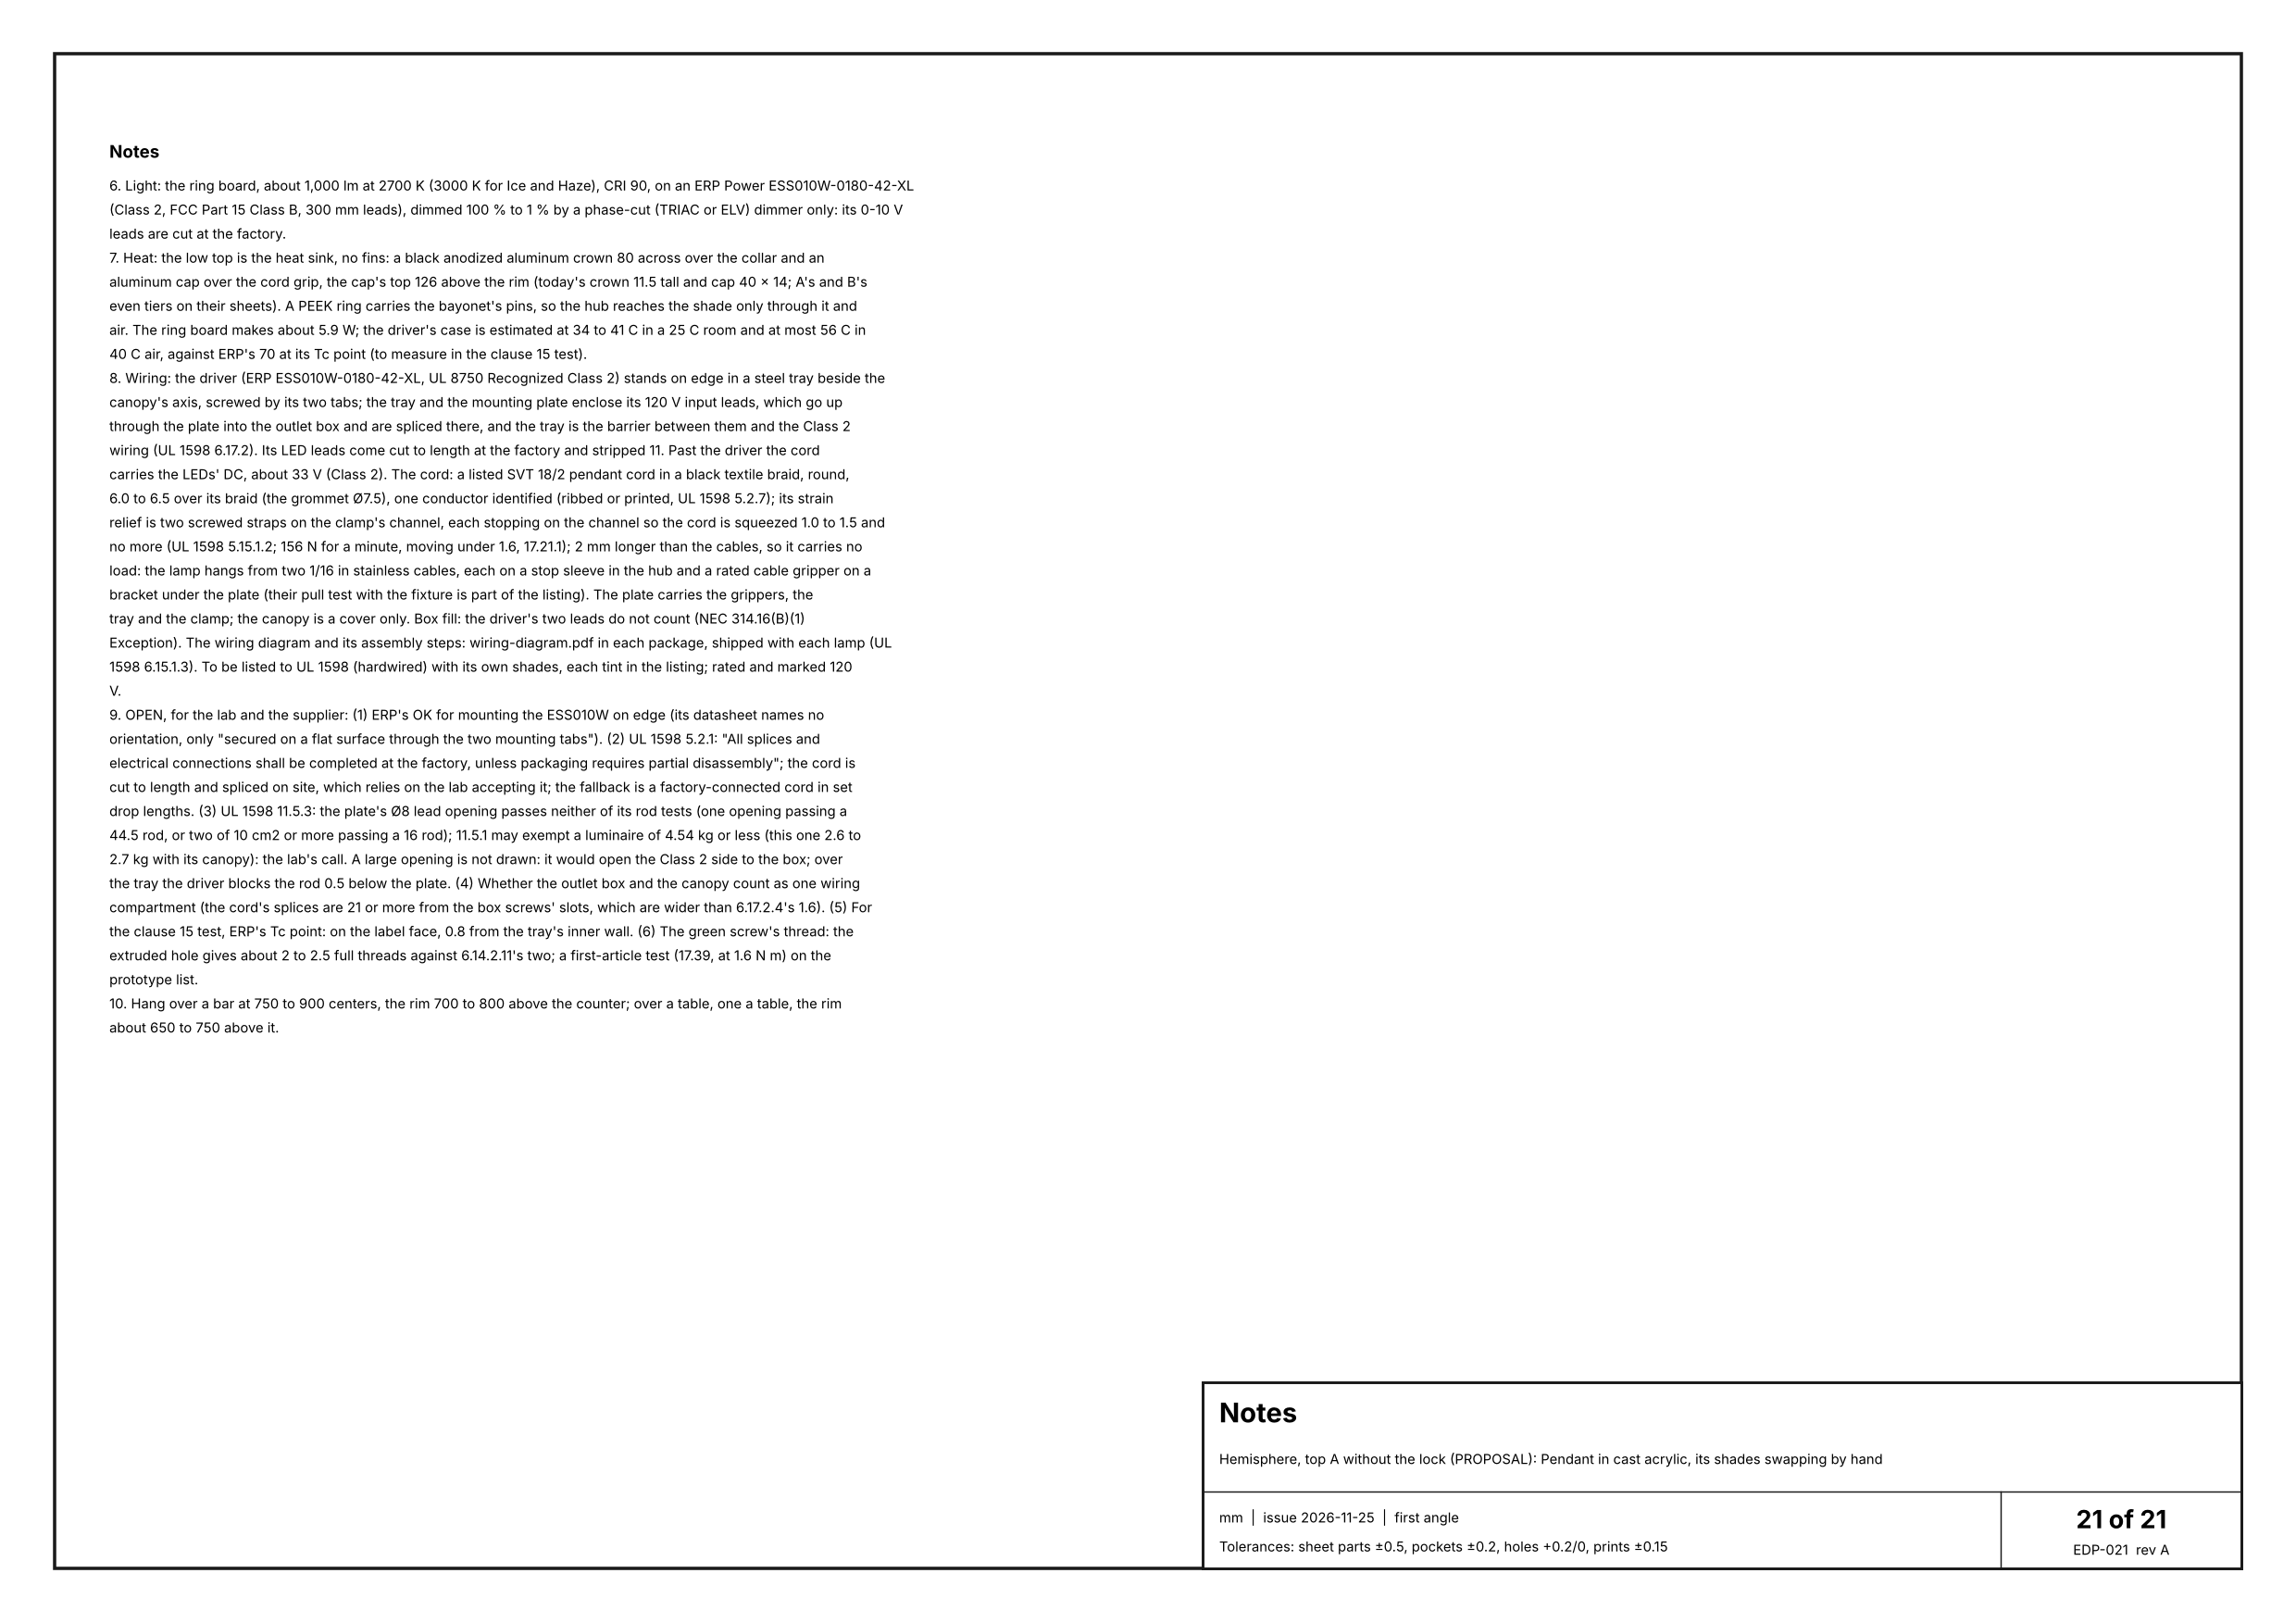 Notes
6. Light: the ring board, about 1,000 lm at 2700 K (3000 K for Ice and Haze), CRI 90, on an ERP Power ESS010W-0180-42-XL
(Class 2, FCC Part 15 Class B, 300 mm leads), dimmed 100 % to 1 % by a phase-cut (TRIAC or ELV) dimmer only: its 0-10 V
leads are cut at the factory.
7. Heat: the low top is the heat sink, no fins: a black anodized aluminum crown 80 across over the collar and an
aluminum cap over the cord grip, the cap's top 126 above the rim (today's crown 11.5 tall and cap 40 × 14; A's and B's
even tiers on their sheets). A PEEK ring carries the bayonet's pins, so the hub reaches the shade only through it and
air. The ring board makes about 5.9 W; the driver's case is estimated at 34 to 41 C in a 25 C room and at most 56 C in
40 C air, against ERP's 70 at its Tc point (to measure in the clause 15 test).
8. Wiring: the driver (ERP ESS010W-0180-42-XL, UL 8750 Recognized Class 2) stands on edge in a steel tray beside the
canopy's axis, screwed by its two tabs; the tray and the mounting plate enclose its 120 V input leads, which go up
through the plate into the outlet box and are spliced there, and the tray is the barrier between them and the Class 2
wiring (UL 1598 6.17.2). Its LED leads come cut to length at the factory and stripped 11. Past the driver the cord
carries the LEDs' DC, about 33 V (Class 2). The cord: a listed SVT 18/2 pendant cord in a black textile braid, round,
6.0 to 6.5 over its braid (the grommet Ø7.5), one conductor identified (ribbed or printed, UL 1598 5.2.7); its strain
relief is two screwed straps on the clamp's channel, each stopping on the channel so the cord is squeezed 1.0 to 1.5 and
no more (UL 1598 5.15.1.2; 156 N for a minute, moving under 1.6, 17.21.1); 2 mm longer than the cables, so it carries no
load: the lamp hangs from two 1/16 in stainless cables, each on a stop sleeve in the hub and a rated cable gripper on a
bracket under the plate (their pull test with the fixture is part of the listing). The plate carries the grippers, the
tray and the clamp; the canopy is a cover only. Box fill: the driver's two leads do not count (NEC 314.16(B)(1)
Exception). The wiring diagram and its assembly steps: wiring-diagram.pdf in each package, shipped with each lamp (UL
1598 6.15.1.3). To be listed to UL 1598 (hardwired) with its own shades, each tint in the listing; rated and marked 120
V.
9. OPEN, for the lab and the supplier: (1) ERP's OK for mounting the ESS010W on edge (its datasheet names no
orientation, only "secured on a flat surface through the two mounting tabs"). (2) UL 1598 5.2.1: "All splices and
electrical connections shall be completed at the factory, unless packaging requires partial disassembly"; the cord is
cut to length and spliced on site, which relies on the lab accepting it; the fallback is a factory-connected cord in set
drop lengths. (3) UL 1598 11.5.3: the plate's Ø8 lead opening passes neither of its rod tests (one opening passing a
44.5 rod, or two of 10 cm2 or more passing a 16 rod); 11.5.1 may exempt a luminaire of 4.54 kg or less (this one 2.6 to
2.7 kg with its canopy): the lab's call. A large opening is not drawn: it would open the Class 2 side to the box; over
the tray the driver blocks the rod 0.5 below the plate. (4) Whether the outlet box and the canopy count as one wiring
compartment (the cord's splices are 21 or more from the box screws' slots, which are wider than 6.17.2.4's 1.6). (5) For
the clause 15 test, ERP's Tc point: on the label face, 0.8 from the tray's inner wall. (6) The green screw's thread: the
extruded hole gives about 2 to 2.5 full threads against 6.14.2.11's two; a first-article test (17.39, at 1.6 N m) on the
prototype list.
10. Hang over a bar at 750 to 900 centers, the rim 700 to 800 above the counter; over a table, one a table, the rim
about 650 to 750 above it.
Notes
Hemisphere, top A without the lock (PROPOSAL): Pendant in cast acrylic, its shades swapping by hand
mm | issue 2026-11-25 | first angle
Tolerances: sheet parts ±0.5, pockets ±0.2, holes +0.2/0, prints ±0.15
21 of 21
EDP-021 rev A